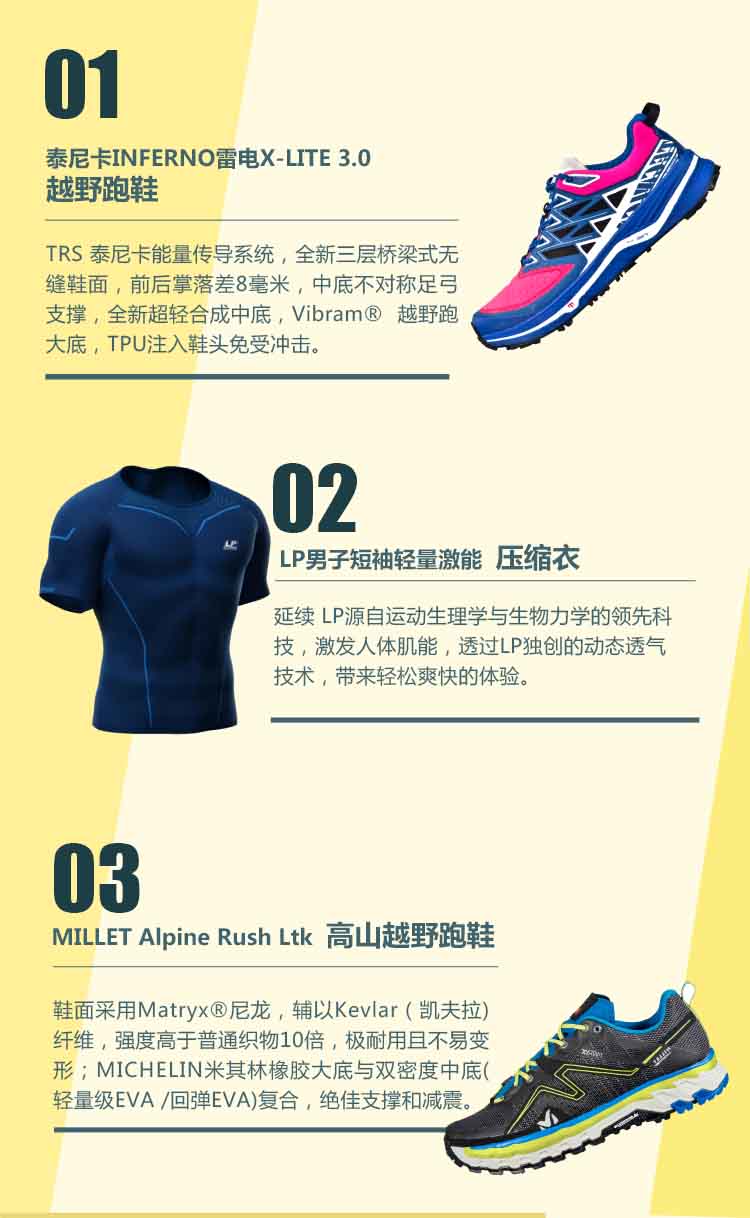 01
泰尼卡INFERNO雷电X-LITE 3.0
越野跑鞋
TRS 泰尼卡能量传导系统，全新三层桥梁式无
缝鞋面，前后掌落差8毫米，中底不对称足弓
支撑，全新超轻合成中底，Vibram® 越野跑
大底，TPU注入鞋头免受冲击。
02
LP
LP男子短袖轻量激能 压缩衣
延续 LP源自运动生理学与生物力学的领先科
技，激发人体肌能，透过LP独创的动态透气
技术，带来轻松爽快的体验。
03
MILLET Alpine Rush Ltk 高山越野跑鞋
鞋面采用Matryx®尼龙，辅以Kevlar（凯夫拉)
纤维，强度高于普通织物10倍，极耐用且不易变
形；MICHELIN米其林橡胶大底与双密度中底(
轻量级EVA /回弹EVA)复合，绝佳支撑和减震。